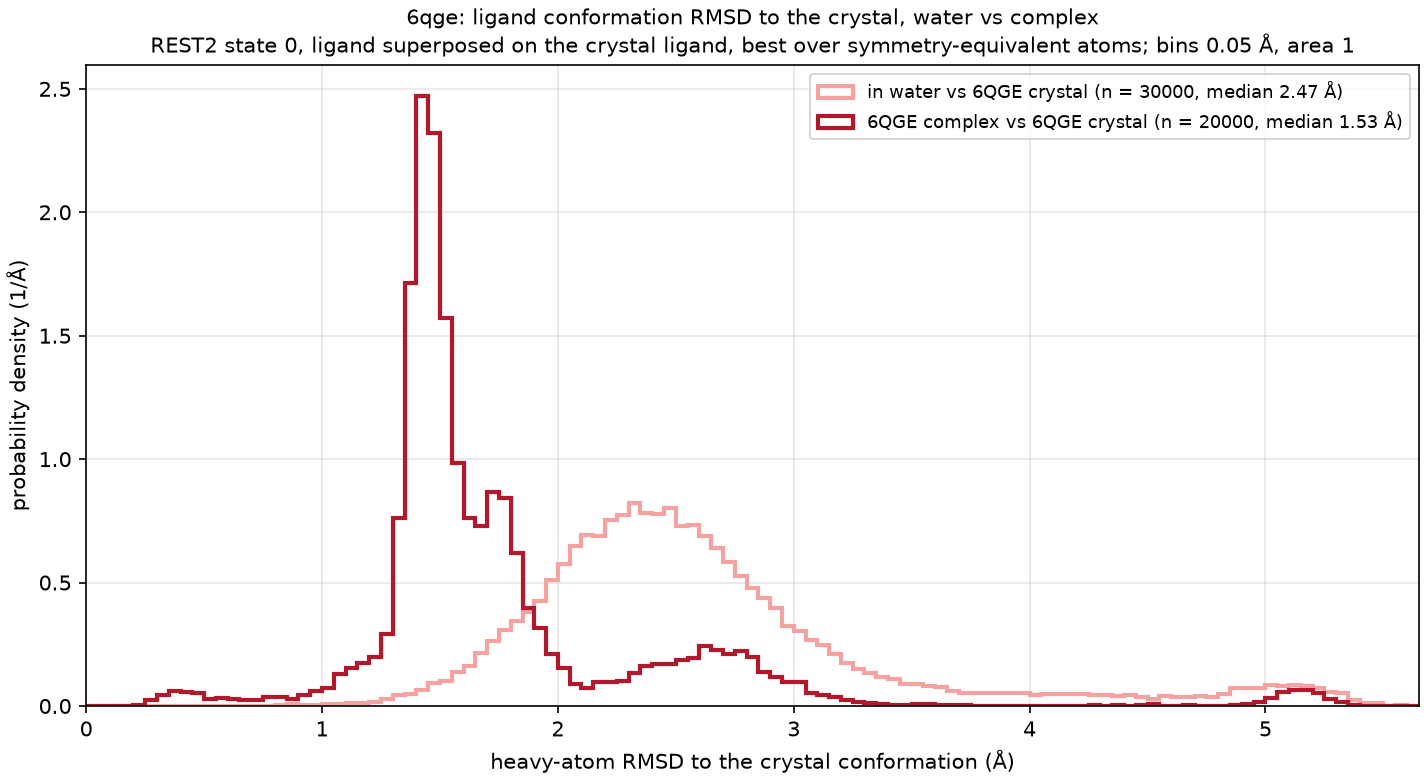 6qge: ligand conformation RMSD to the crystal, water vs complex
REST2 state 0, ligand superposed on the crystal ligand, best over symmetry-equivalent atoms; bins 0.05 Å, area 1
in water vs 6QGE crystal (n = 30000, median 2.47 Å)
6QGE complex vs 6QGE crystal (n = 20000, median 1.53 Å)
probability density (1/Å)
2.5
2.0
1.5
1.0
0.5
0.0
0 1 2 3 4 5
heavy-atom RMSD to the crystal conformation (Å)